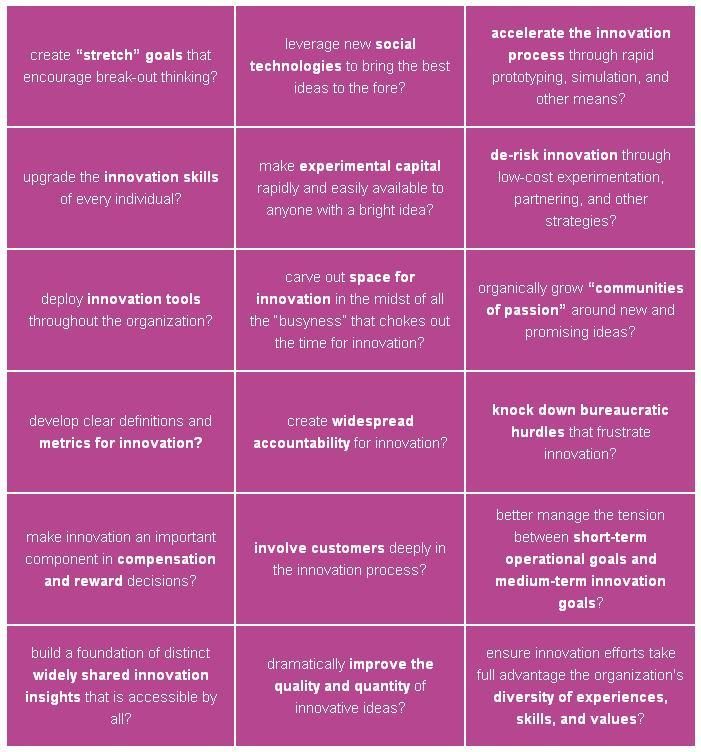 create “stretch” goals that
encourage break-out thinking?
leverage new social
technologies to bring the best
ideas to the fore?
accelerate the innovation
process through rapid
prototyping, simulation, and
other means?
upgrade the innovation skills
of every individual?
make experimental capital
rapidly and easily available to
anyone with a bright idea?
de-risk innovation through
low-cost experimentation,
partnering, and other
strategies?
deploy innovation tools
throughout the organization?
carve out space for
innovation in the midst of all
the “busyness” that chokes out
the time for innovation?
organically grow “communities
of passion” around new and
promising ideas?
develop clear definitions and
metrics for innovation?
create widespread
accountability for innovation?
knock down bureaucratic
hurdles that frustrate
innovation?
make innovation an important
component in compensation
and reward decisions?
involve customers deeply in
the innovation process?
better manage the tension
between short-term
operational goals and
medium-term innovation
goals?
build a foundation of distinct
widely shared innovation
insights that is accessible by
all?
dramatically improve the
quality and quantity of
innovative ideas?
ensure innovation efforts take
full advantage the organization's
diversity of experiences,
skills, and values?